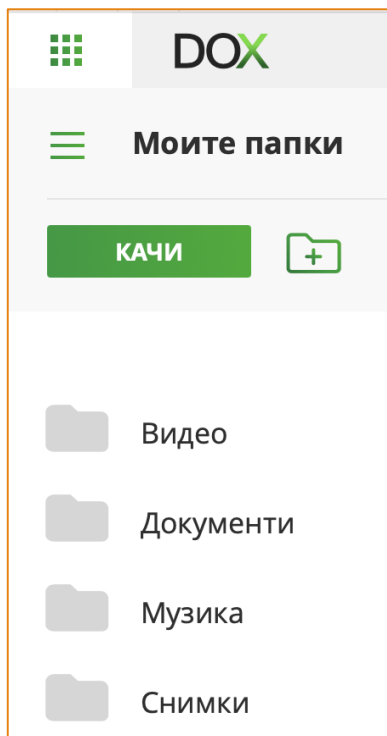 DOX
Моите папки
КАЧИ
Видео
Документи
Музика
Снимки